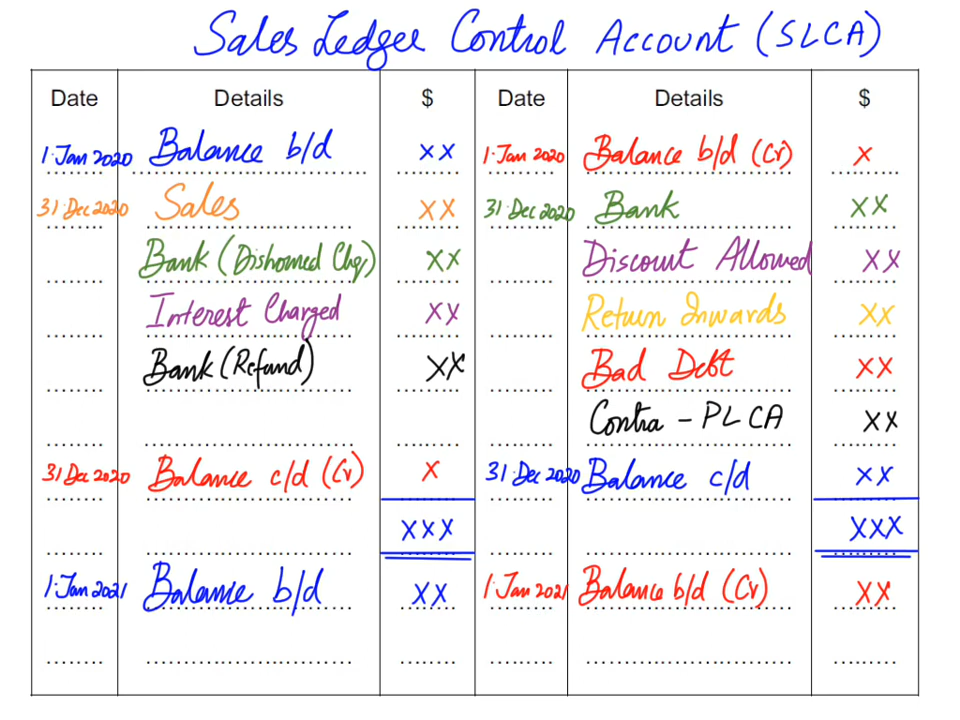 Sales Ledger Control Account (SLCA)
Date Details $ Date Details $
1·Jan 2020 Balance b/d XX 1·Jan 2020 Balance b/d (Cr) X
31·Dec 2020 Sales XX 31·Dec 2020 Bank XX
Bank (Dishonoured Chq) XX Discount Allowed XX
Interest Charged XX Return Inwards XX
Bank (Refund) XX Bad Debt XX
Contra - PLCA XX
31 Dec 2020 Balance c/d (Cr) X 31·Dec 2020 Balance c/d XX
XXX XXX
1·Jan 2021 Balance b/d XX 1·Jan 2021 Balance b/d (Cr) XX